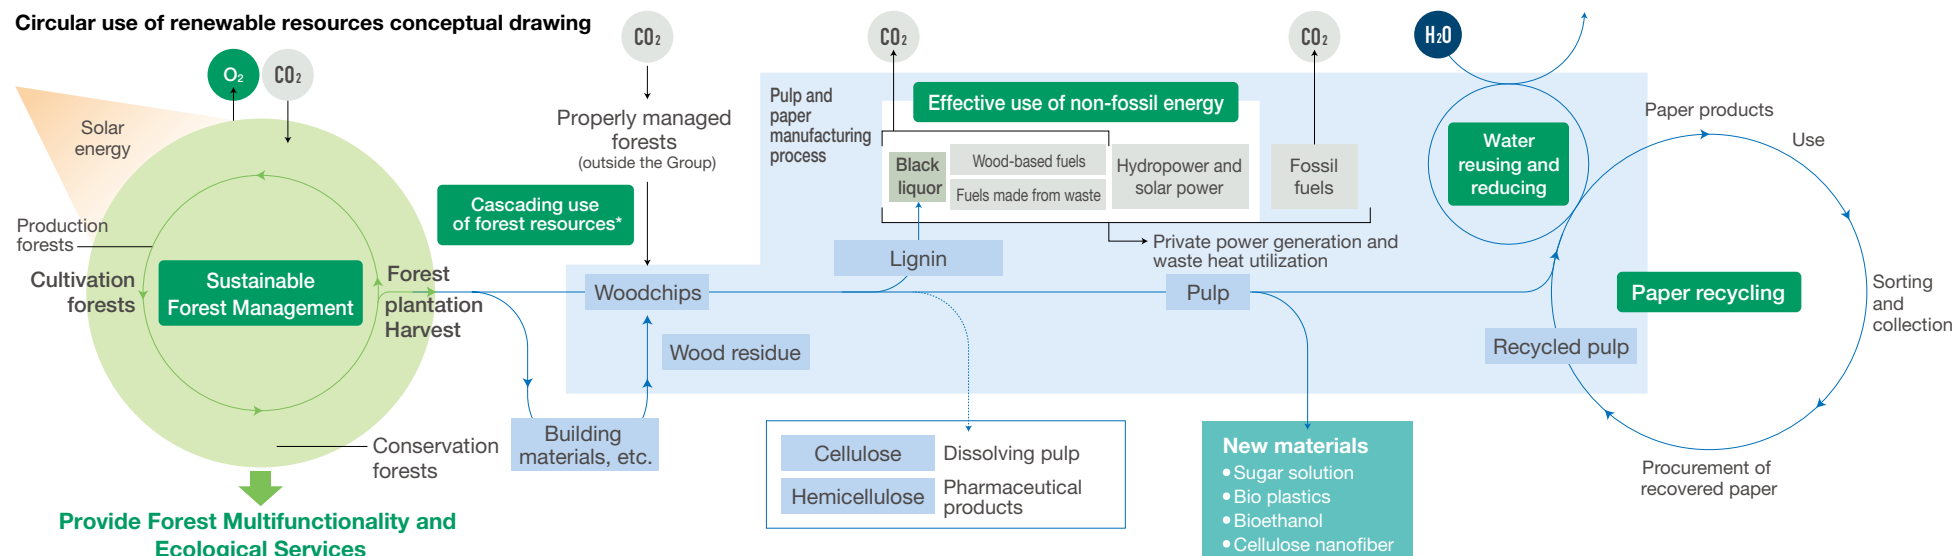 Circular use of renewable resources conceptual drawing
O₂
CO₂
Solar
energy
Production
forests
Cultivation
forests
Sustainable
Forest Management
Forest
plantation
Harvest
Conservation
forests
Provide Forest Multifunctionality and
Ecological Services
CO₂
Properly managed
forests
(outside the Group)
Cascading use
of forest resources*
Woodchips
Wood residue
Building
materials, etc.
Pulp and
paper
manufacturing
process
CO₂
Effective use of non-fossil energy
Black
liquor
Wood-based fuels
Fuels made from waste
Hydropower and
solar power
CO₂
Fossil
fuels
Private power generation and
waste heat utilization
Lignin
Pulp
Cellulose
Dissolving pulp
Hemicellulose
Pharmaceutical
products
New materials
• Sugar solution
• Bio plastics
• Bioethanol
• Cellulose nanofiber
H₂O
Water
reusing and
reducing
Paper products
Use
Sorting
and
collection
Paper recycling
Recycled pulp
Procurement of
recovered paper